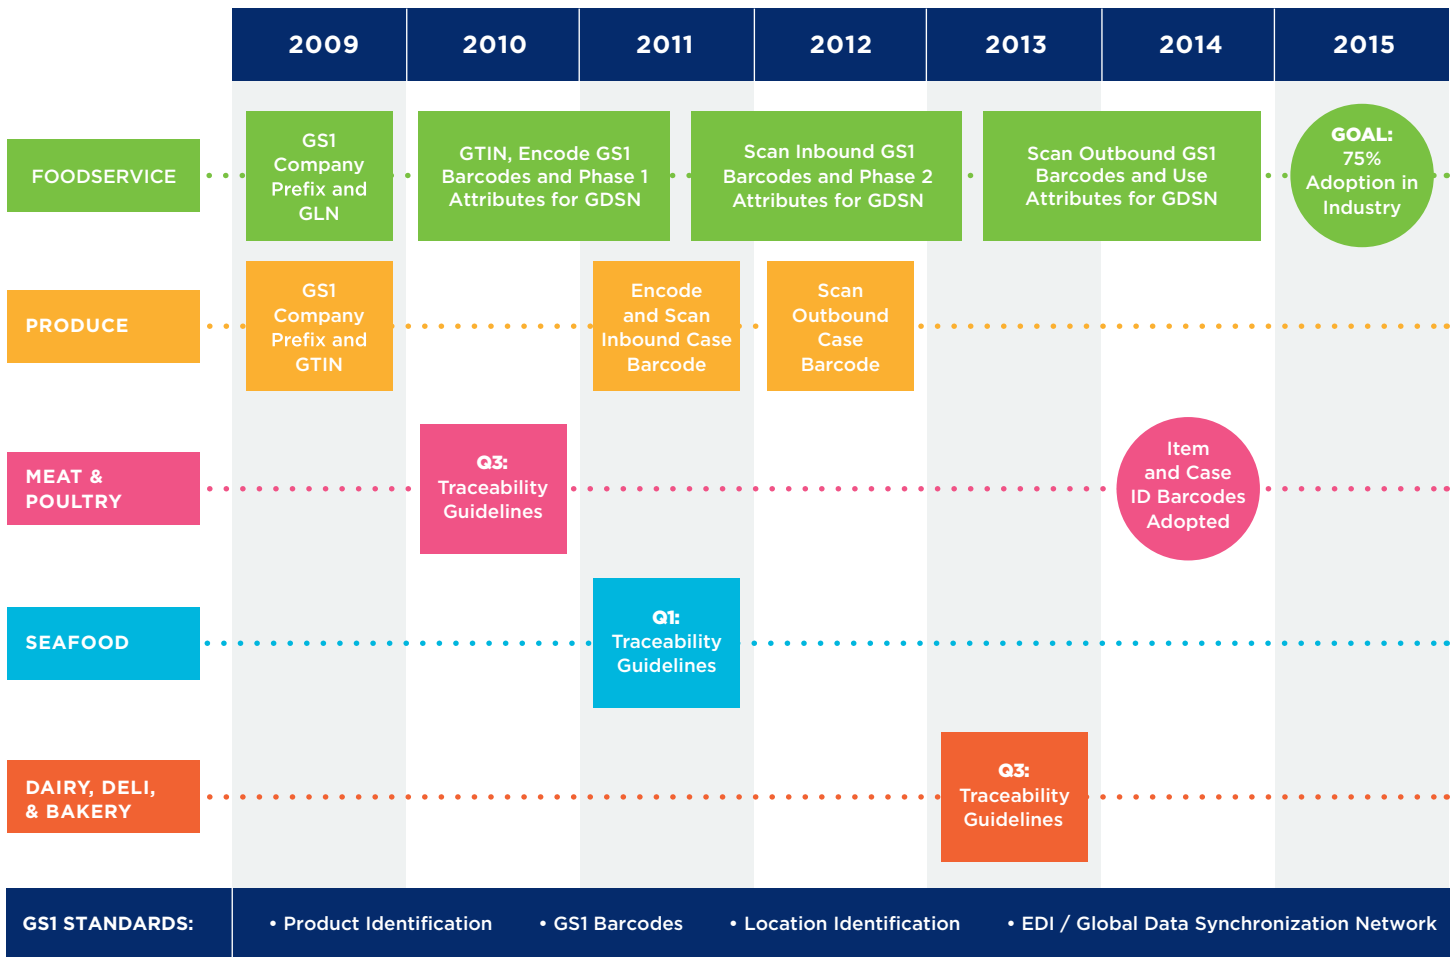 2009 2010 2011 2012 2013 2014 2015
FOODSERVICE
GS1
Company
Prefix and
GLN
GTIN, Encode GS1
Barcodes and Phase 1
Attributes for GDSN
Scan Inbound GS1
Barcodes and Phase 2
Attributes for GDSN
Scan Outbound GS1
Barcodes and Use
Attributes for GDSN
GOAL:
75%
Adoption in
Industry
PRODUCE
GS1
Company
Prefix and
GTIN
Encode
and Scan
Inbound Case
Barcode
Scan
Outbound
Case
Barcode
MEAT &
POULTRY
Q3:
Traceability
Guidelines
Item
and Case
ID Barcodes
Adopted
SEAFOOD
Q1:
Traceability
Guidelines
DAIRY, DELI,
& BAKERY
Q3:
Traceability
Guidelines
GS1 STANDARDS: • Product Identification • GS1 Barcodes • Location Identification • EDI / Global Data Synchronization Network